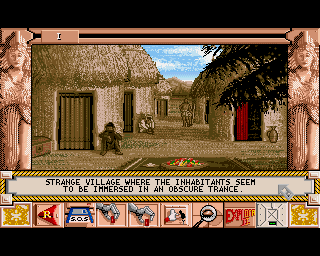 I
STRANGE VILLAGE WHERE THE INHABITANTS SEEM
TO BE IMMERSED IN AN OBSCURE TRANCE.
R
S.O.S